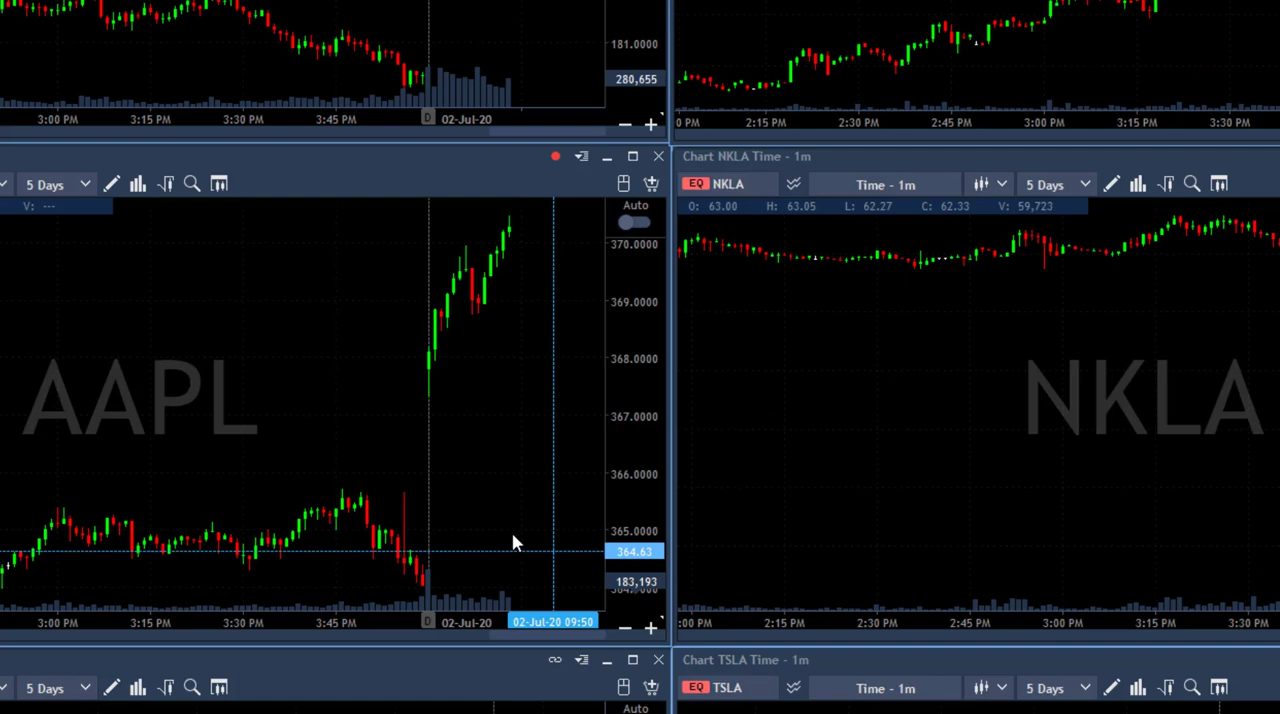 181.0000
280,655
3:00 PM 3:15 PM 3:30 PM 3:45 PM D 02-Jul-20
PM 2:15 PM 2:30 PM 2:45 PM 3:00 PM 3:15 PM 3:30 PM
Chart NKLA Time - 1m
5 Days
EQ NKLA Time - 1m 5 Days
V: ---
Auto
O: 63.00 H: 63.05 L: 62.27 C: 62.33 V: 59,723
370.0000
369.0000
368.0000
367.0000
366.0000
365.0000
364.63
183,193
AAPL
NKLA
3:00 PM 3:15 PM 3:30 PM 3:45 PM D 02-Jul-20 02-Jul-20 09:50
:00 PM 2:15 PM 2:30 PM 2:45 PM 3:00 PM 3:15 PM 3:30 PM
Chart TSLA Time - 1m
5 Days
EQ TSLA Time - 1m 5 Days
Auto